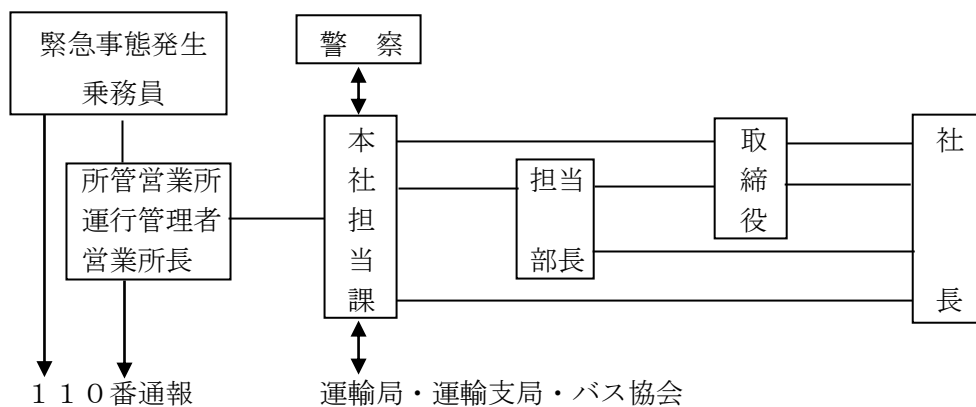 緊急事態発生
乗務員
警　察
所管営業所
運行管理者
営業所長
本社担当課
担当
部長
取締役
社長
１１０番通報
運輸局・運輸支局・バス協会